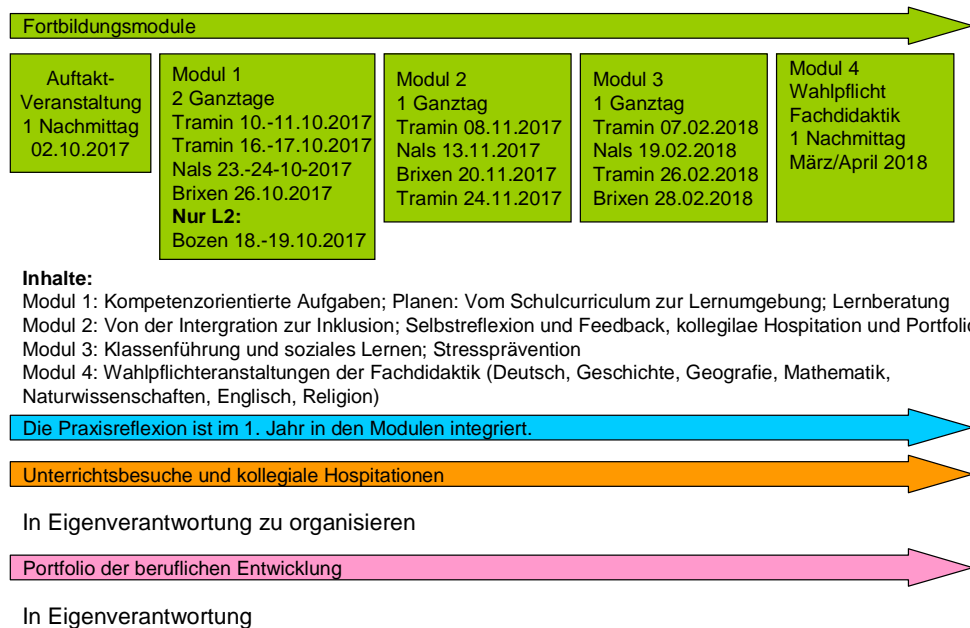 Fortbildungsmodule
Auftakt-
Veranstaltung
1 Nachmittag
02.10.2017
Modul 1
2 Ganztage
Tramin 10.-11.10.2017
Tramin 16.-17.10.2017
Nals 23.-24-10-2017
Brixen 26.10.2017
Nur L2:
Bozen 18.-19.10.2017
Modul 2
1 Ganztag
Tramin 08.11.2017
Nals 13.11.2017
Brixen 20.11.2017
Tramin 24.11.2017
Modul 3
1 Ganztag
Tramin 07.02.2018
Nals 19.02.2018
Tramin 26.02.2018
Brixen 28.02.2018
Modul 4
Wahlpflicht
Fachdidaktik
1 Nachmittag
März/April 2018
Inhalte:
Modul 1: Kompetenzorientierte Aufgaben; Planen: Vom Schulcurriculum zur Lernumgebung; Lernberatung
Modul 2: Von der Intergration zur Inklusion; Selbstreflexion und Feedback, kollegilae Hospitation und Portfolio
Modul 3: Klassenführung und soziales Lernen; Stressprävention
Modul 4: Wahlpflichteranstaltungen der Fachdidaktik (Deutsch, Geschichte, Geografie, Mathematik,
Naturwissenschaften, Englisch, Religion)
Die Praxisreflexion ist im 1. Jahr in den Modulen integriert.
Unterrichtsbesuche und kollegiale Hospitationen
In Eigenverantwortung zu organisieren
Portfolio der beruflichen Entwicklung
In Eigenverantwortung